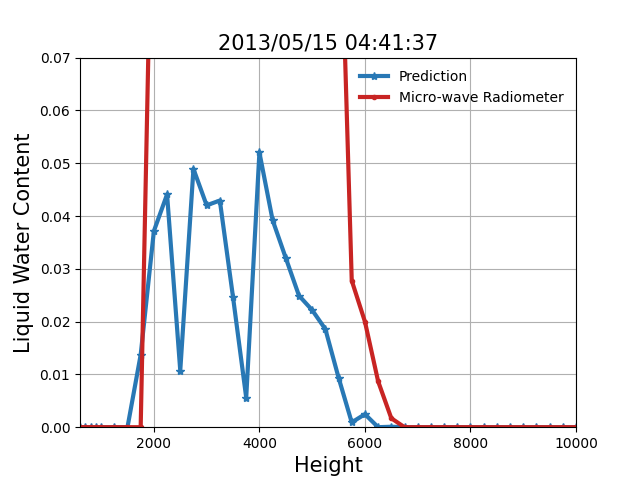 2013/05/15 04:41:37
Prediction
Micro-wave Radiometer
Liquid Water Content
0.07
0.06
0.05
0.04
0.03
0.02
0.01
0.00
2000 4000 6000 8000 10000
Height